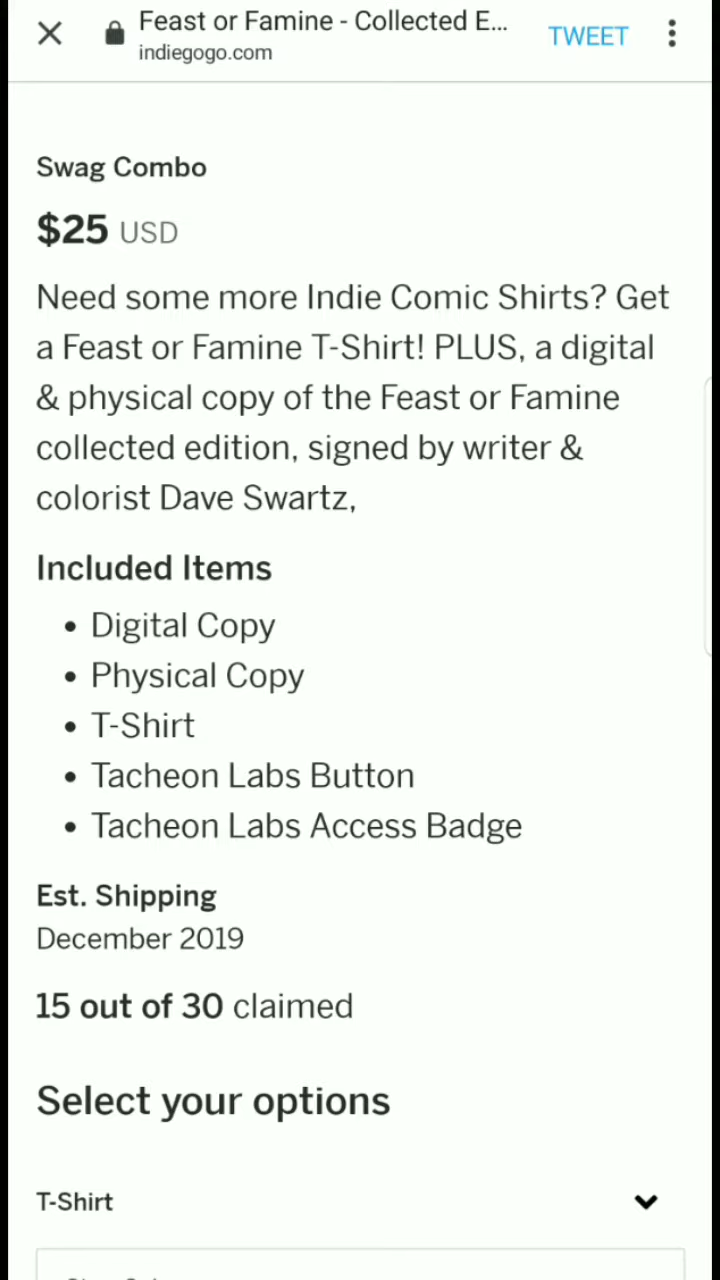 Feast or Famine - Collected E...
TWEET
indiegogo.com
Swag Combo
$25 USD
Need some more Indie Comic Shirts? Get
a Feast or Famine T-Shirt! PLUS, a digital
& physical copy of the Feast or Famine
collected edition, signed by writer &
colorist Dave Swartz,
Included Items
• Digital Copy
• Physical Copy
• T-Shirt
• Tacheon Labs Button
• Tacheon Labs Access Badge
Est. Shipping
December 2019
15 out of 30 claimed
Select your options
T-Shirt